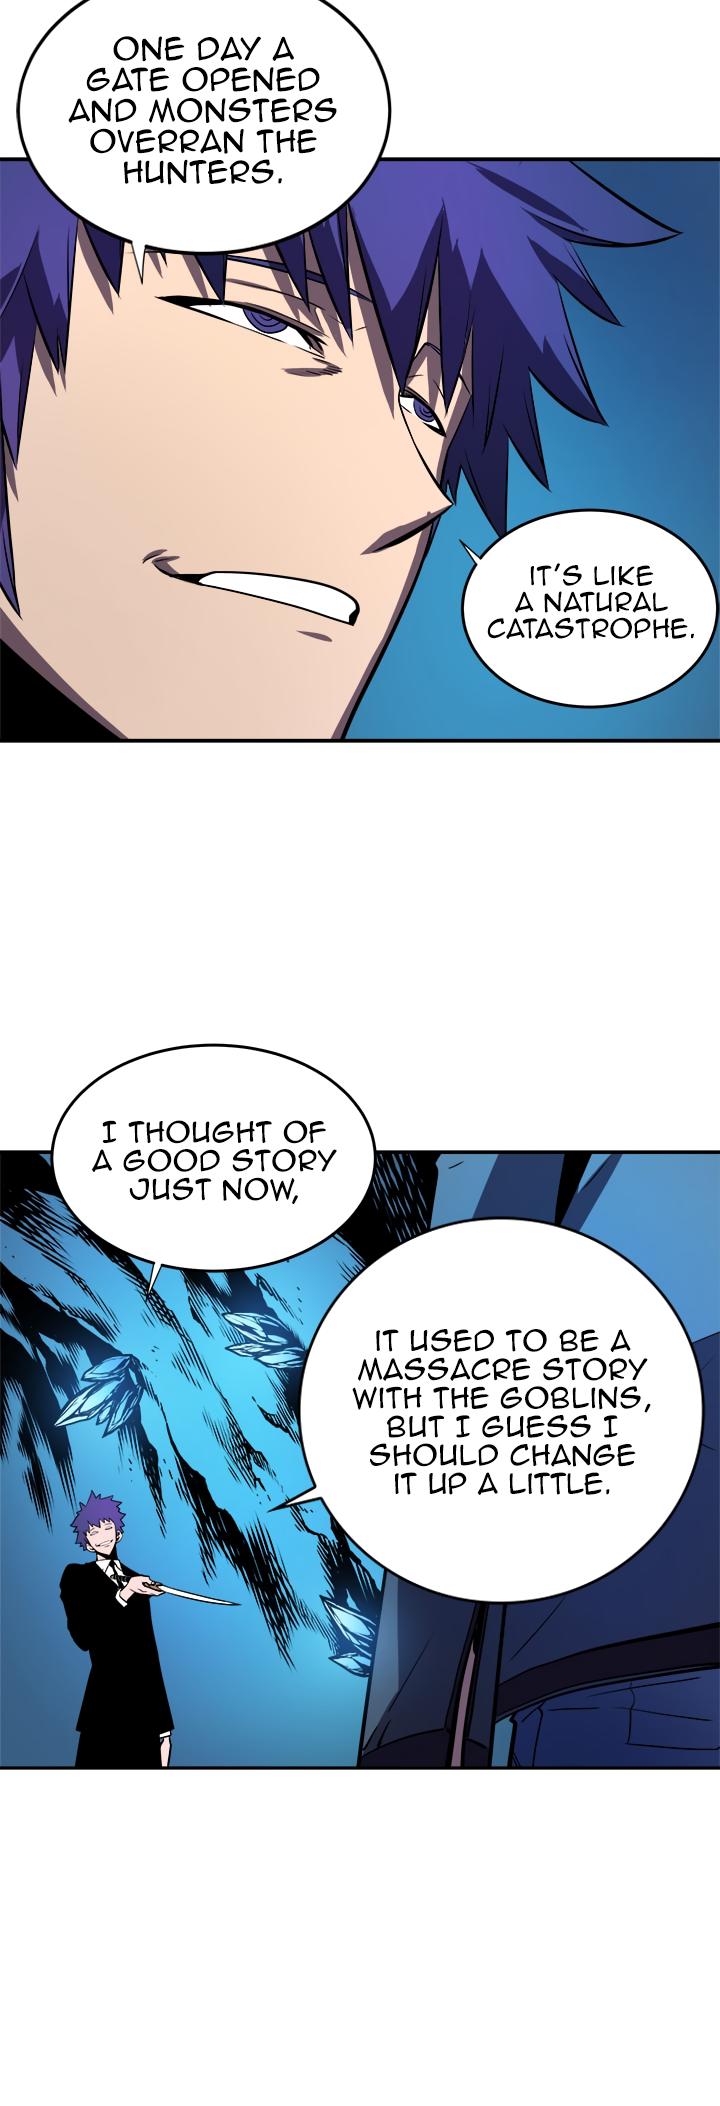 ONE DAY A
GATE OPENED
AND MONSTERS
OVERRAN THE
HUNTERS.
IT'S LIKE
A NATURAL
CATASTROPHE.
I THOUGHT OF
A GOOD STORY
JUST NOW,
IT USED TO BE A
MASSACRE STORY
WITH THE GOBLINS,
BUT I GUESS I
SHOULD CHANGE
IT UP A LITTLE.